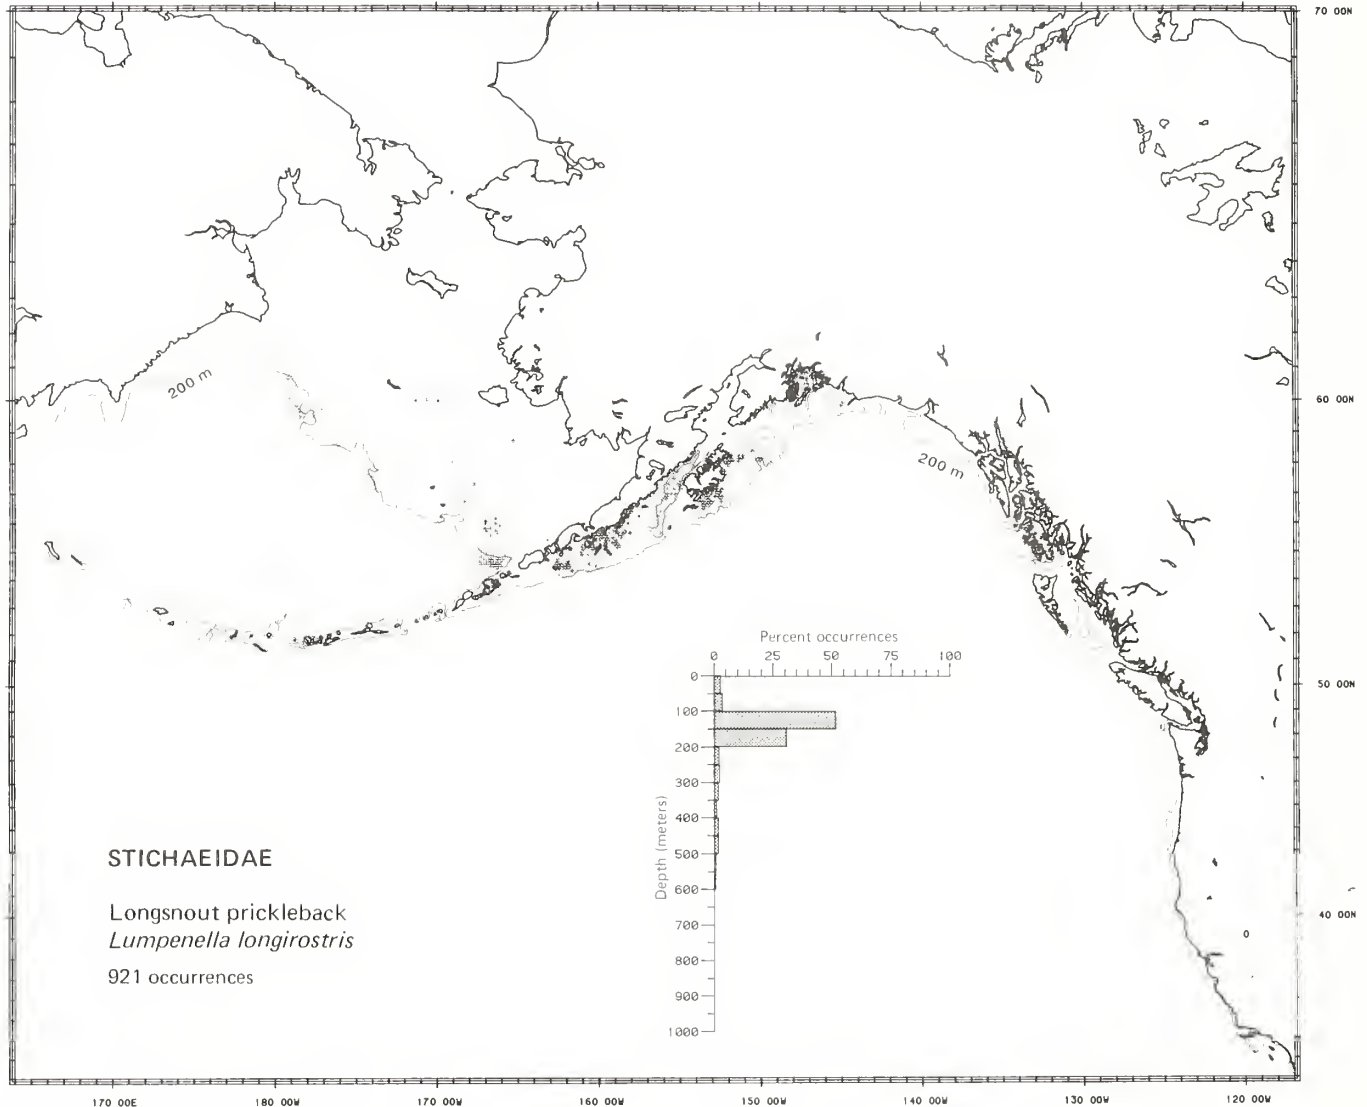 70 00N
200 m
60 00N
200 m
Percent occurrences
0 25 50 75 100
50 00N
0
100
200
300
400
500
600
700
800
900
1000
Depth (meters)
STICHAEIDAE
Longsnout prickleback
Lumpenella longirostris
921 occurrences
40 00N
170 00E 180 00W 170 00W 160 00W 150 00W 140 00W 130 00W 120 00W